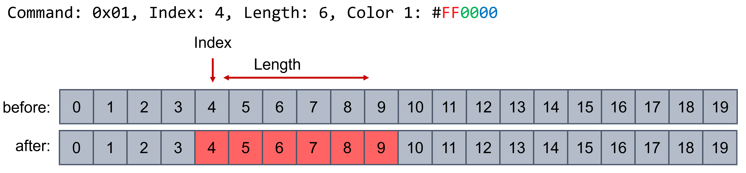 Command: 0x01, Index: 4, Length: 6, Color 1: #FF0000
Index
Length
before: 0 1 2 3 4 5 6 7 8 9 10 11 12 13 14 15 16 17 18 19
after: 0 1 2 3 4 5 6 7 8 9 10 11 12 13 14 15 16 17 18 19